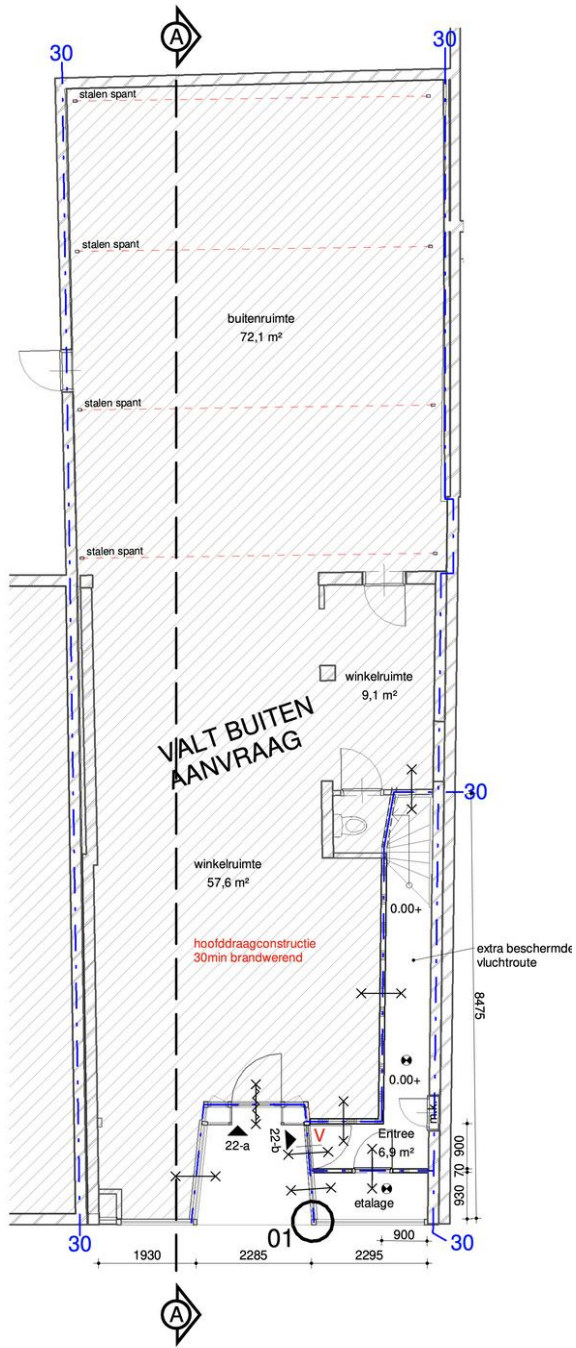 A
30
30
stalen spant
stalen spant
buitenruimte
72,1 m²
stalen spant
stalen spant
winkelruimte
9,1 m²
VALT BUITEN
AANVRAAG
30
winkelruimte
57,6 m²
0.00+
hoofddraagconstructie
30min brandwerend
extra beschermde
vluchtroute
8475
0.00+
m.k.
22-a
22-b
V
Entree
6,9 m²
900
70
930
etalage
01
30
30
900
1930
2285
2295
A